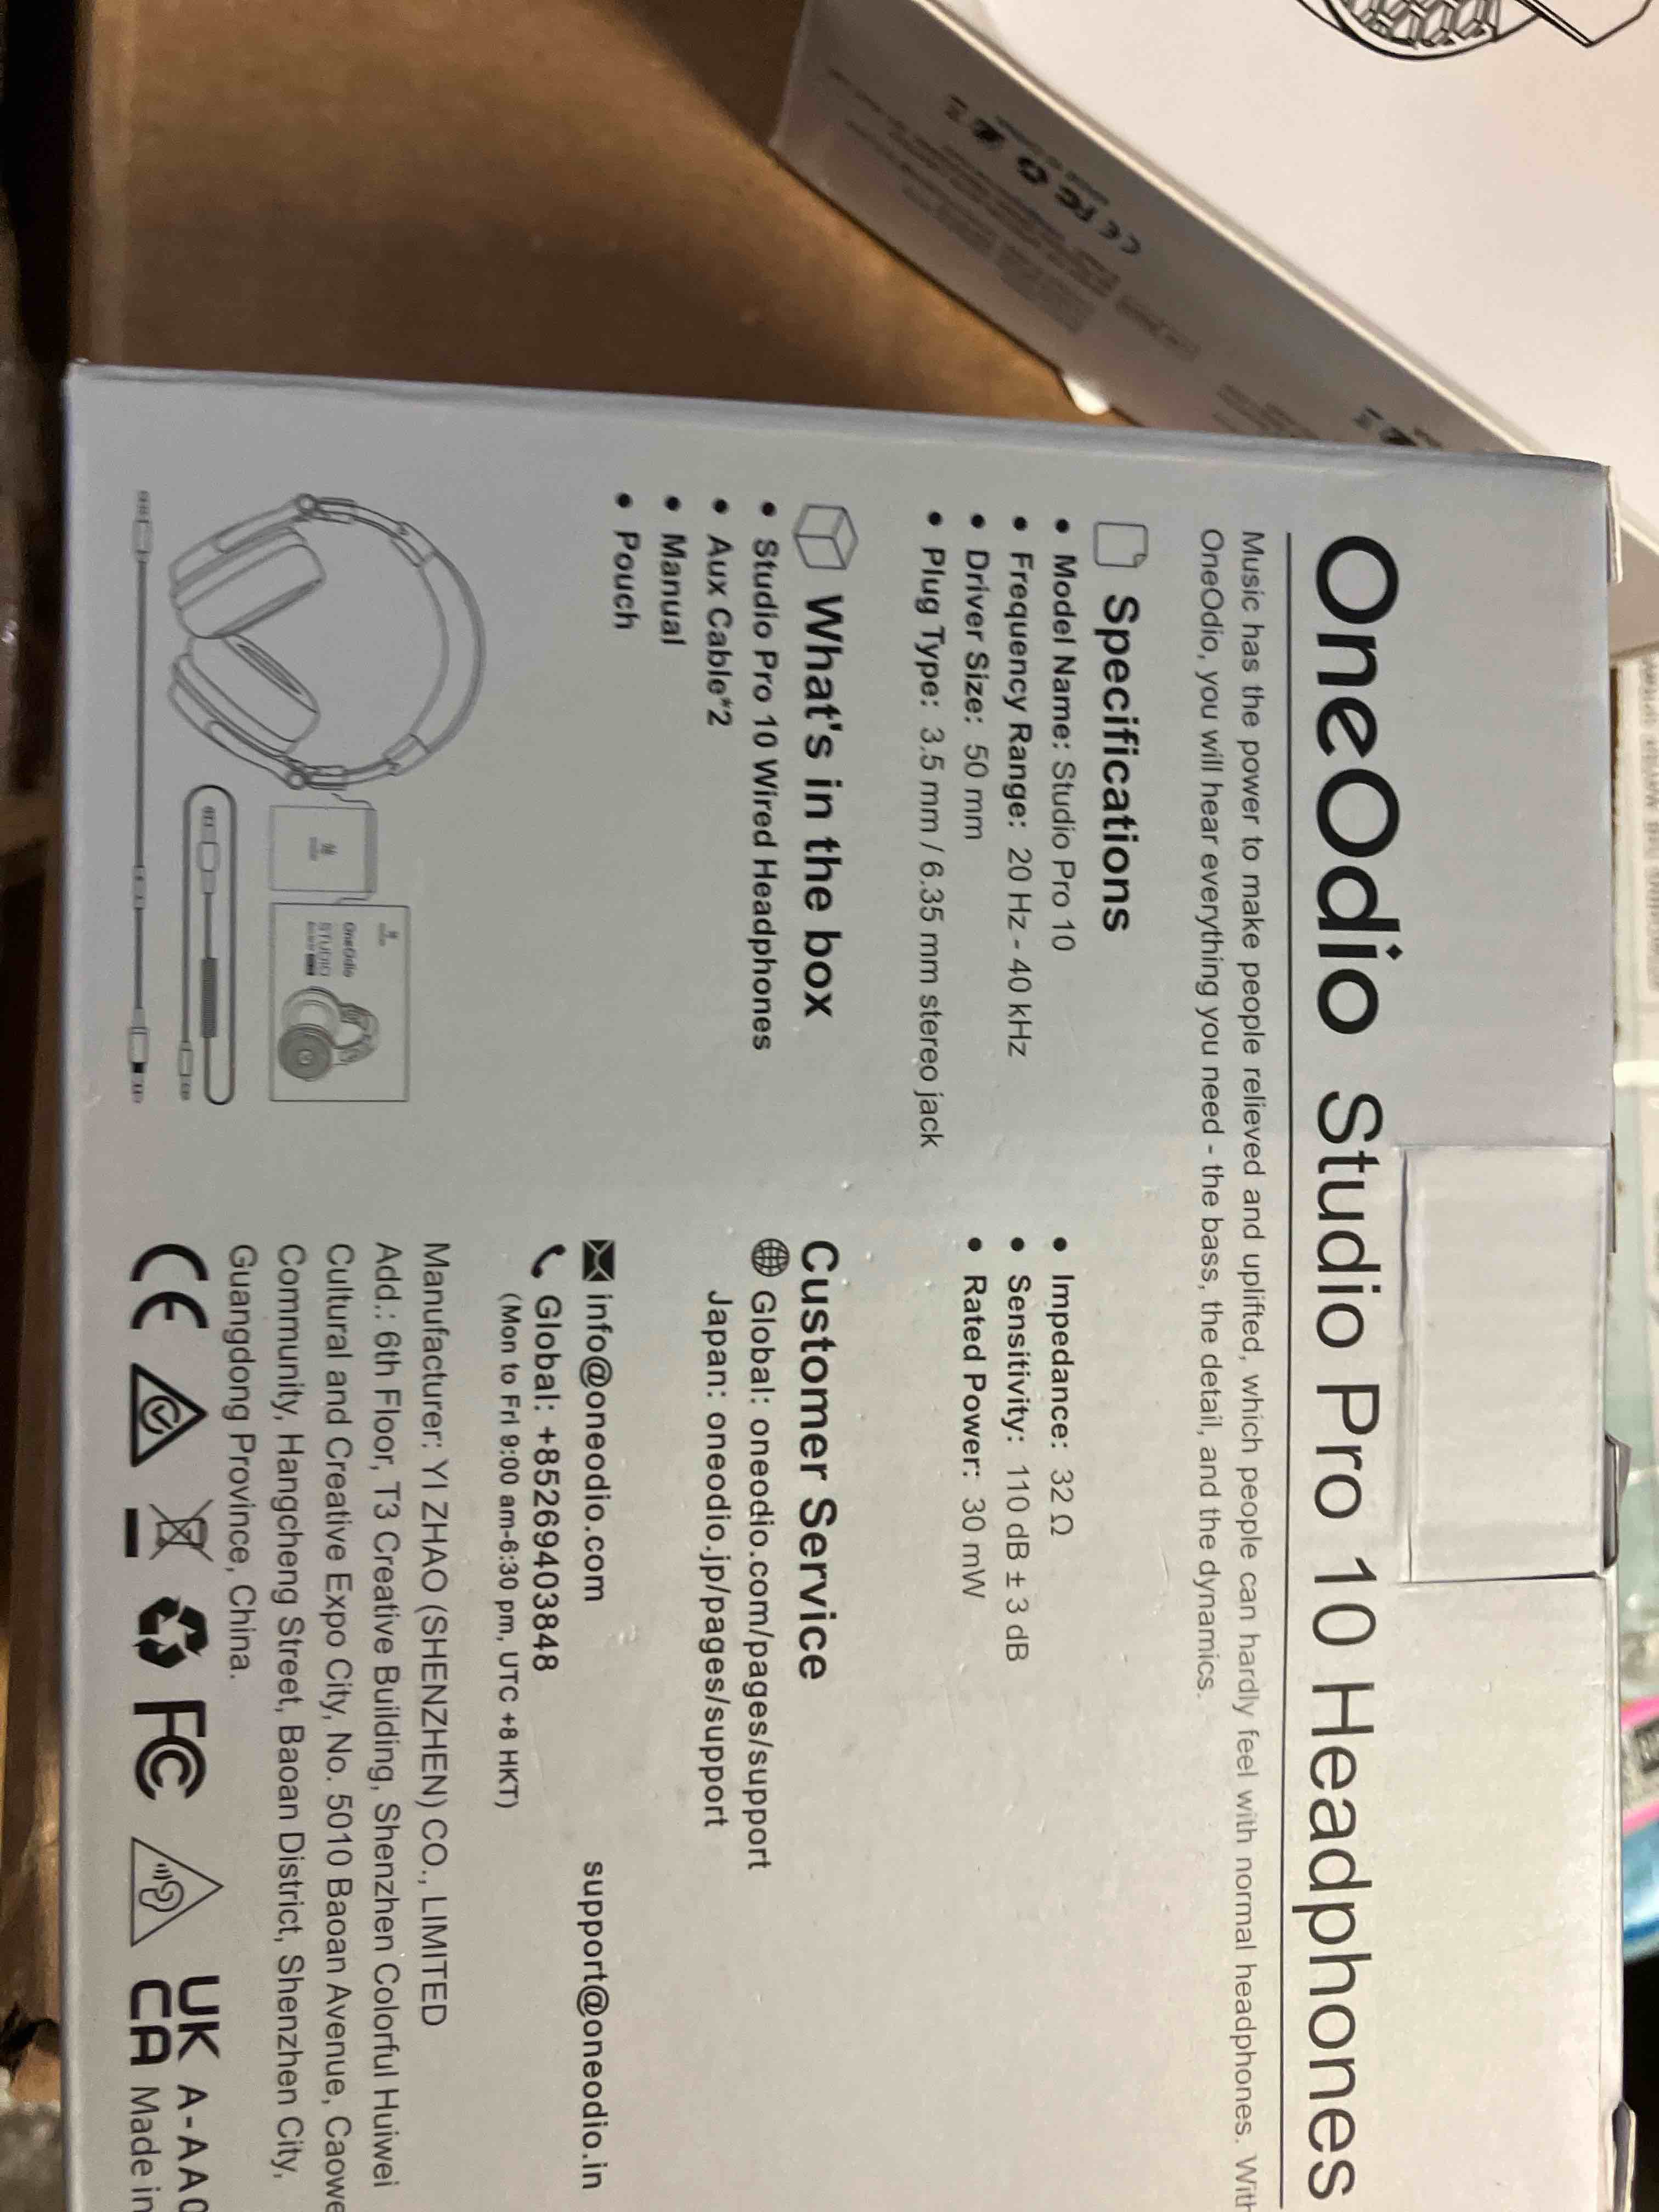 OneOdio Studio Pro 10 Headphones
Music has the power to make people relieved and uplifted, which people can hardly feel with normal headphones. With
OneOdio, you will hear everything you need - the bass, the detail, and the dynamics.
Specifications
• Model Name: Studio Pro 10
• Frequency Range: 20 Hz - 40 kHz
• Driver Size: 50 mm
• Plug Type: 3.5 mm / 6.35 mm stereo jack
• Impedance: 32 Ω
• Sensitivity: 110 dB ± 3 dB
• Rated Power: 30 mW
What's in the box
• Studio Pro 10 Wired Headphones
• Aux Cable*2
• Manual
• Pouch
OneOdio
STUDIO
Customer Service
Global: oneodio.com/pages/support
Japan: oneodio.jp/pages/support
info@oneodio.com support@oneodio.in
Global: +85269403848
(Mon to Fri 9:00 am-6:30 pm, UTC +8 HKT)
Manufacturer: YI ZHAO (SHENZHEN) CO., LIMITED
Add.: 6th Floor, T3 Creative Building, Shenzhen Colorful Huiwei
Cultural and Creative Expo City, No. 5010 Baoan Avenue, Caowe
Community, Hangcheng Street, Baoan District, Shenzhen City,
Guangdong Province, China.
CE FC UK
CA
A-AA0
Made in
CE FC